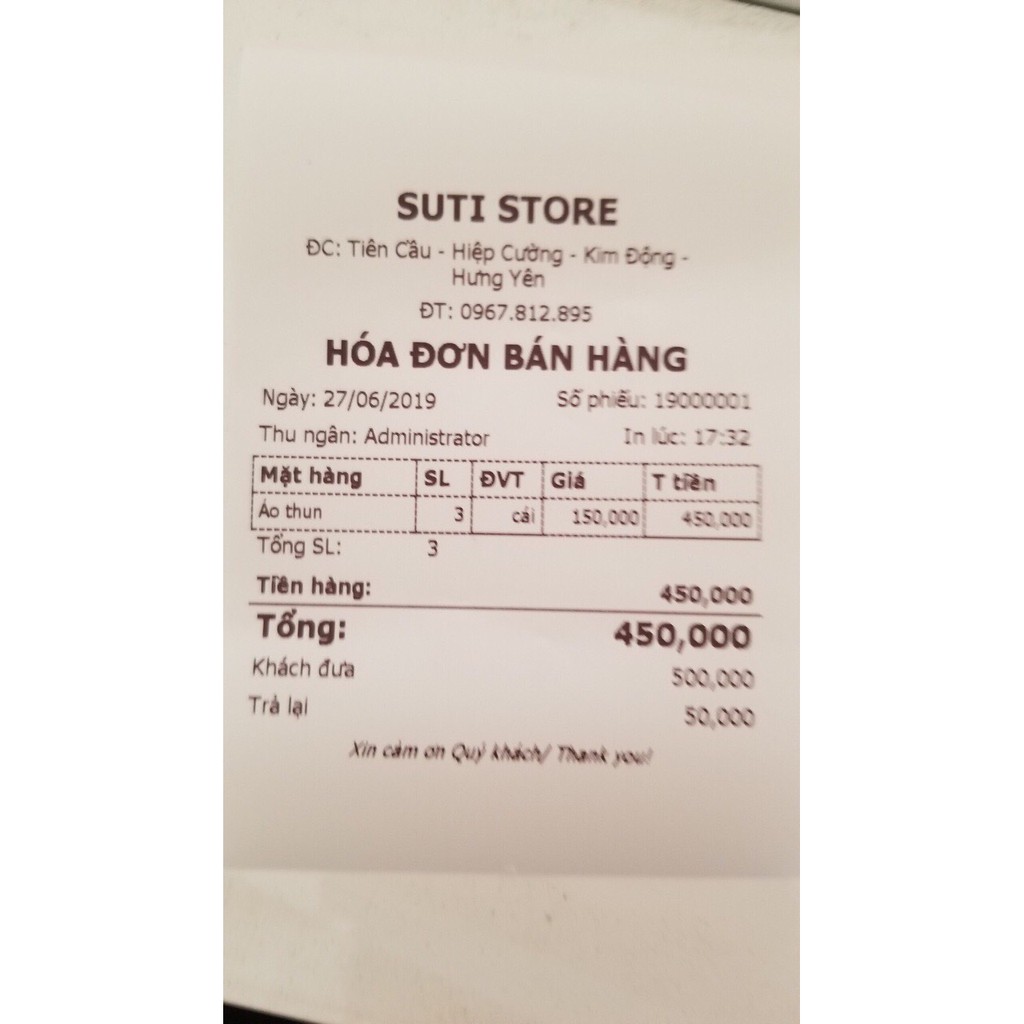 SUTI STORE
ĐC: Tiên Cầu - Hiệp Cường - Kim Động -
Hưng Yên
ĐT: 0967.812.895
HÓA ĐƠN BÁN HÀNG
Ngày: 27/06/2019 Số phiếu: 19000001
Thu ngân: Administrator In lúc: 17:32
Mặt hàng SL ĐVT Giá T tiền
Áo thun 3 cái 150,000 450,000
Tổng SL: 3
Tiền hàng: 450,000
Tổng: 450,000
Khách đưa 500,000
Trả lại 50,000
Xin cảm ơn Quý khách/ Thank you!